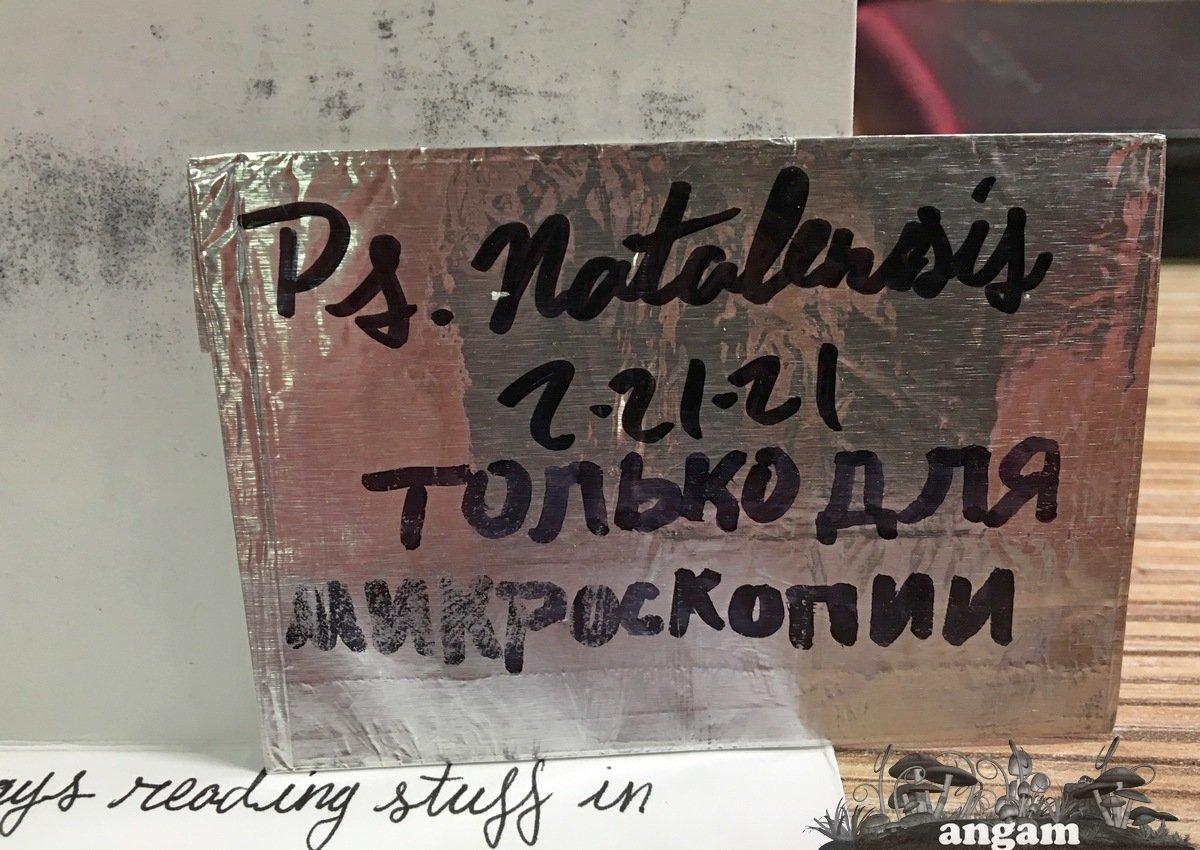 Ps. Natalensis
2-21-21
ТОЛЬКО ДЛЯ
МИКРОСКОПИИ
ays reading stuff in
angam